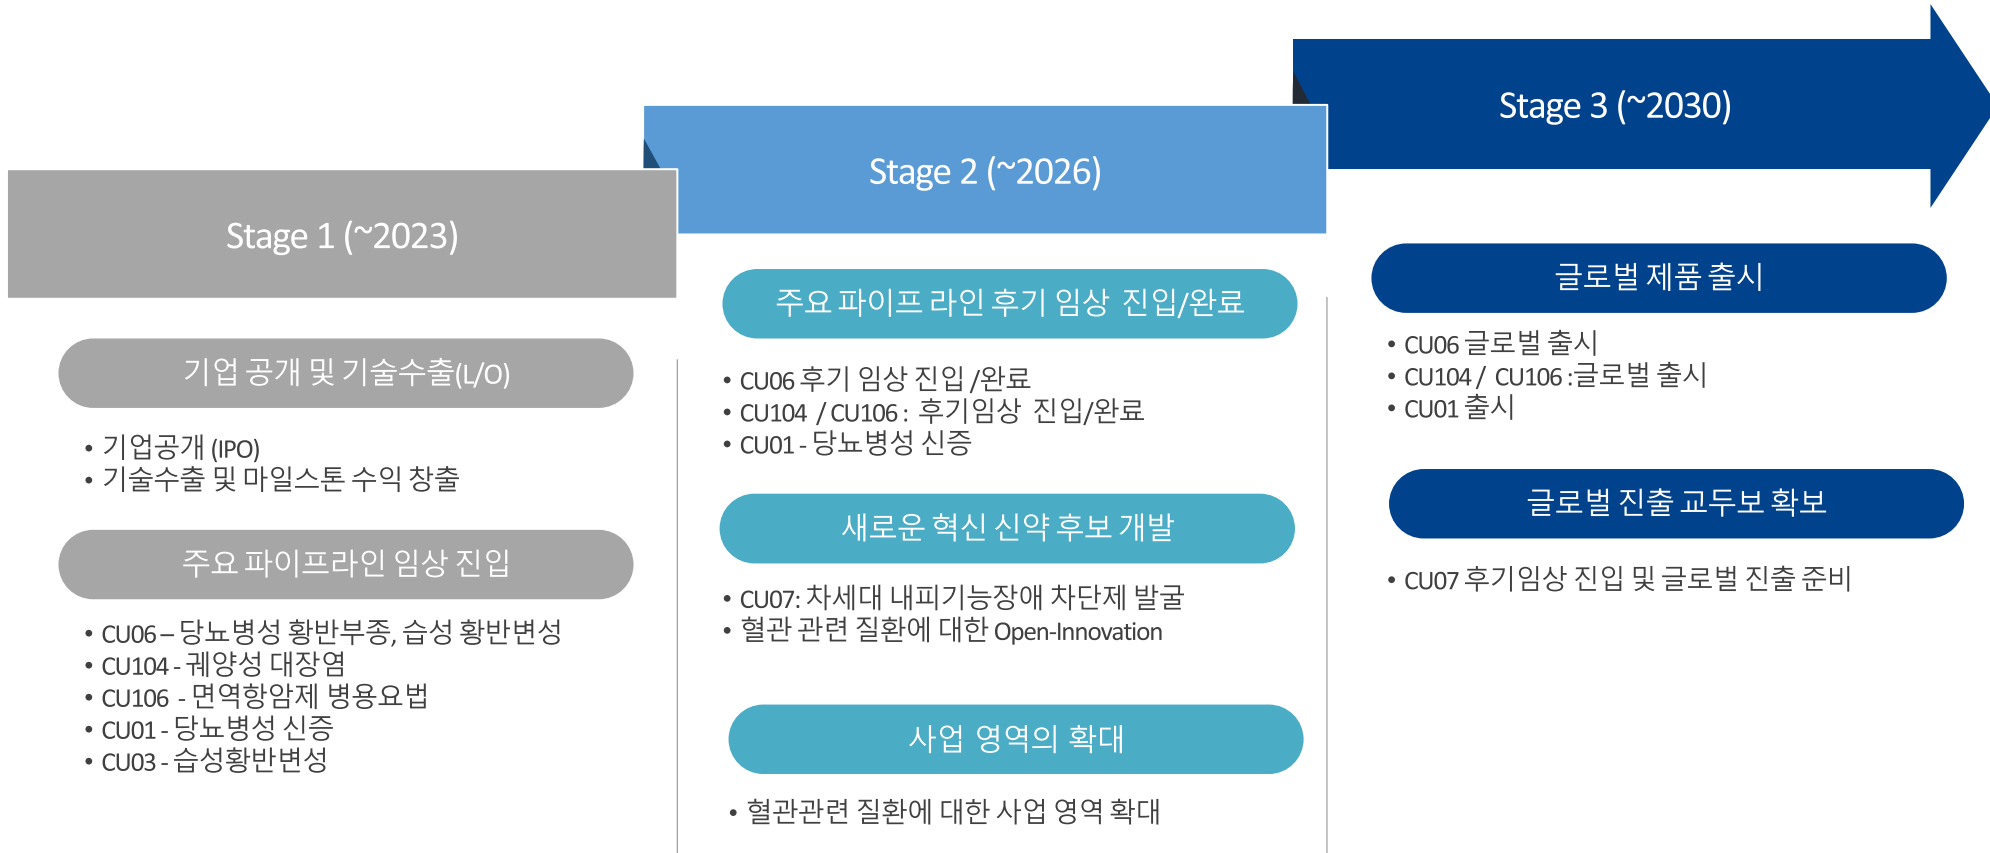 Stage 1 (~2023)
기업 공개 및 기술수출(L/O)
• 기업공개 (IPO)
• 기술수출 및 마일스톤 수익 창출
주요 파이프라인 임상 진입
• CU06 – 당뇨병성 황반부종, 습성 황반변성
• CU104 - 궤양성 대장염
• CU106 - 면역항암제 병용요법
• CU01 - 당뇨병성 신증
• CU03 - 습성황반변성
Stage 2 (~2026)
주요 파이프 라인 후기 임상 진입/완료
• CU06 후기 임상 진입 /완료
• CU104 / CU106 : 후기임상 진입/완료
• CU01 - 당뇨병성 신증
새로운 혁신 신약 후보 개발
• CU07: 차세대 내피기능장애 차단제 발굴
• 혈관 관련 질환에 대한 Open-Innovation
사업 영역의 확대
• 혈관관련 질환에 대한 사업 영역 확대
Stage 3 (~2030)
글로벌 제품 출시
• CU06 글로벌 출시
• CU104 / CU106 :글로벌 출시
• CU01 출시
글로벌 진출 교두보 확보
• CU07 후기임상 진입 및 글로벌 진출 준비